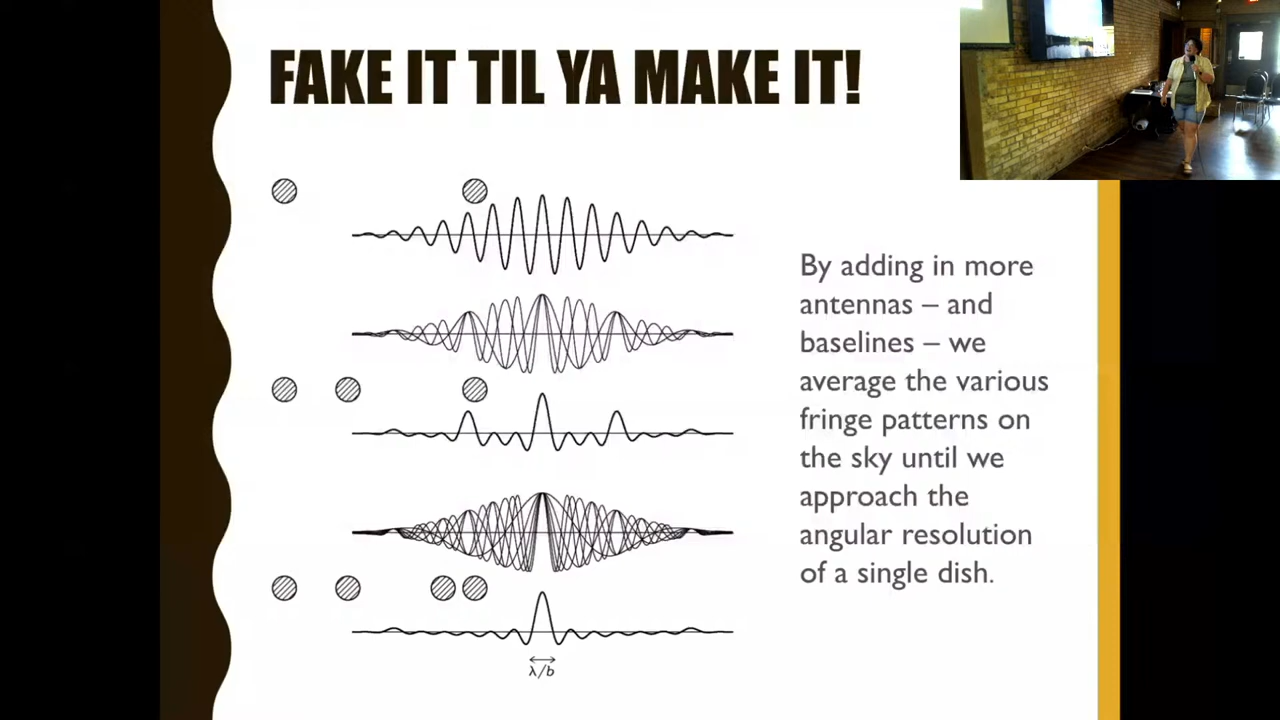 FAKE IT TIL YA MAKE IT!
By adding in more
antennas – and
baselines – we
average the various
fringe patterns on
the sky until we
approach the
angular resolution
of a single dish.
λ/b